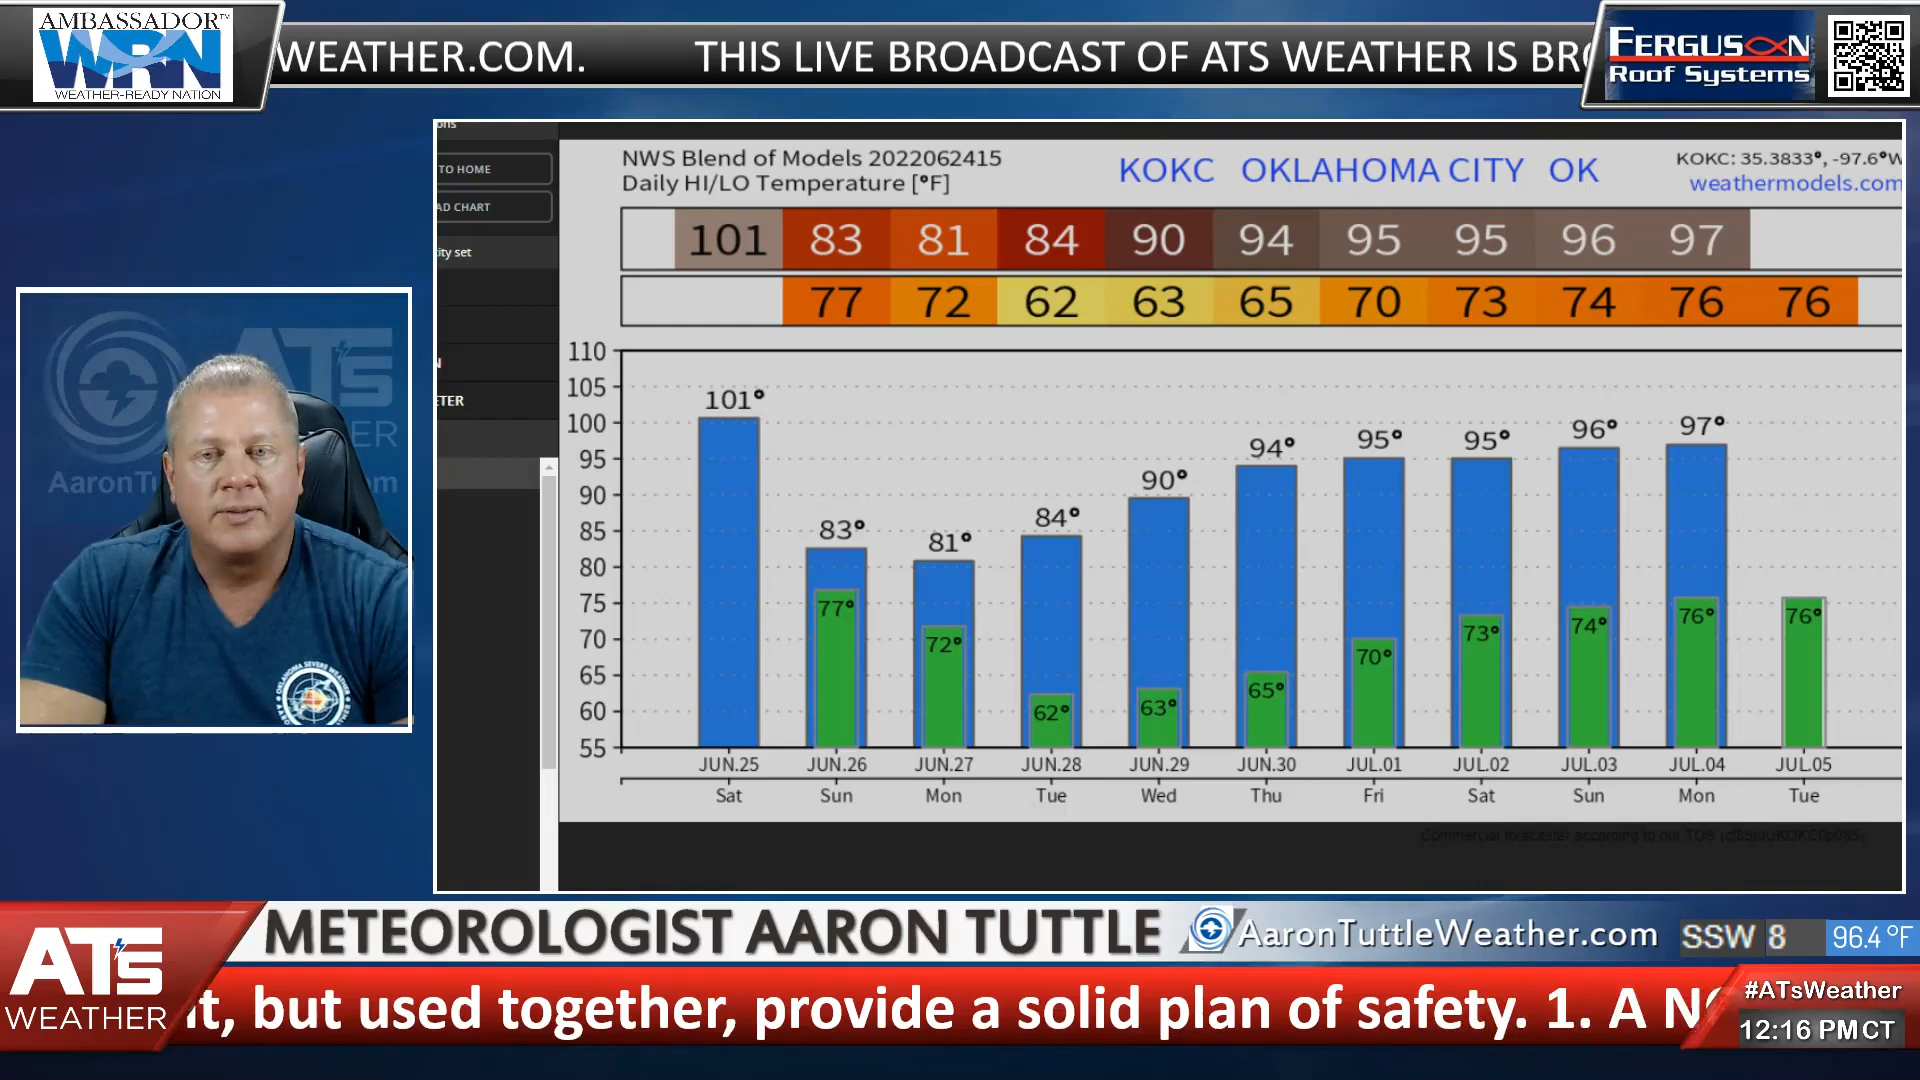 AMBASSADOR™
WRN
WEATHER-READY NATION
WEATHER.COM. THIS LIVE BROADCAST OF ATS WEATHER IS BRO
FERGUSON
Roof Systems
TO HOME
AD CHART
ity set
N
ETER
NWS Blend of Models 2022062415
Daily HI/LO Temperature [°F]
KOKC OKLAHOMA CITY OK
KOKC: 35.3833°, -97.6°W
weathermodels.com
101 83 81 84 90 94 95 95 96 97
77 72 62 63 65 70 73 74 76 76
110
105
100
95
90
85
80
75
70
65
60
55
101° 83° 81° 84° 90° 94° 95° 95° 96° 97°
77° 72° 62° 63° 65° 70° 73° 74° 76° 76°
JUN.25 JUN.26 JUN.27 JUN.28 JUN.29 JUN.30 JUL.01 JUL.02 JUL.03 JUL.04 JUL.05
Sat Sun Mon Tue Wed Thu Fri Sat Sun Mon Tue
ATs
ER
AaronT
om
OKLAHOMA SEVERE WEATHER
METEOROLOGIST AARON TUTTLE
AaronTuttleWeather.com
SSW 8
96.4 °F
ATs
WEATHER
t, but used together, provide a solid plan of safety. 1. A N
#ATsWeather
12:16 PM CT